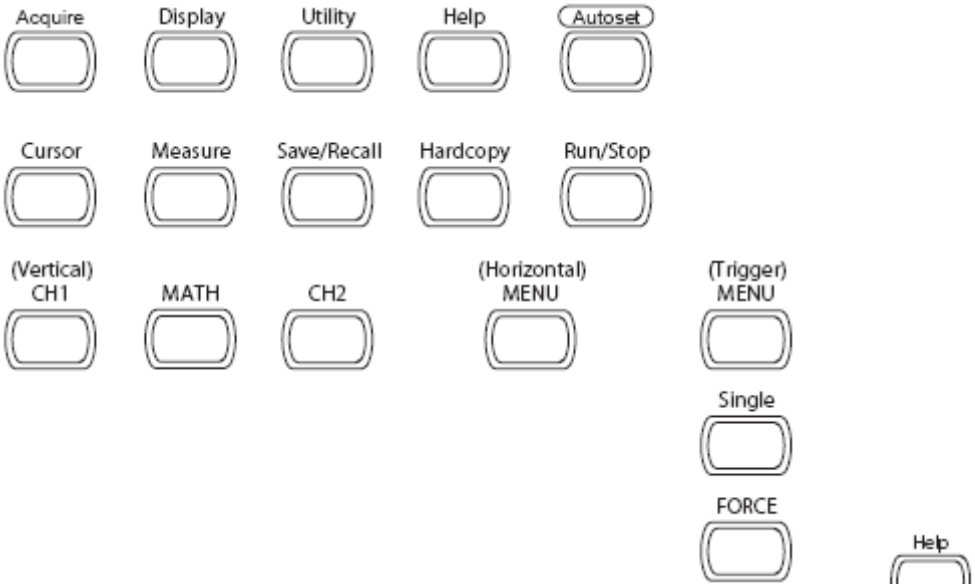 Acquire Display Utility Help Autoset
Cursor Measure Save/Recall Hardcopy Run/Stop
(Vertical) (Horizontal) (Trigger)
CH1 MATH CH2 MENU MENU
Single
FORCE
Help